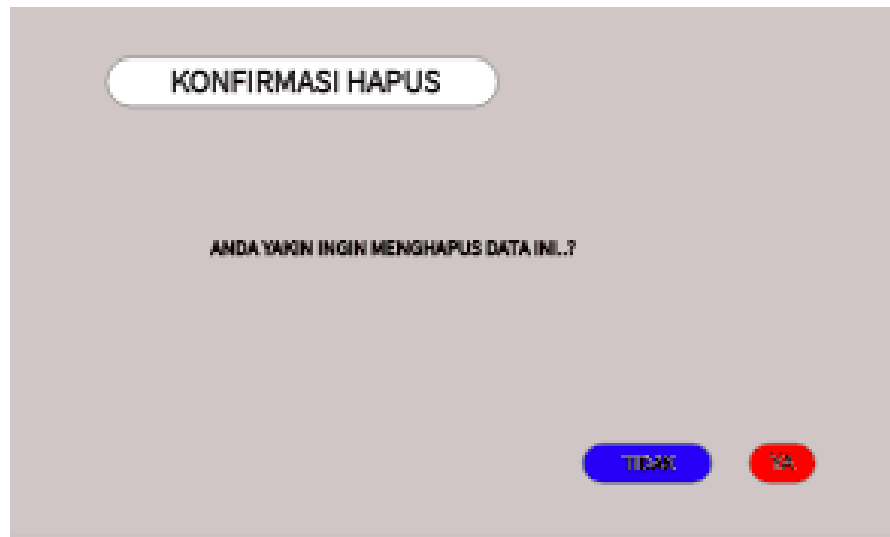 KONFIRMASI HAPUS
ANDA YAKIN INGIN MENGHAPUS DATA INI..?
TIDAK YA